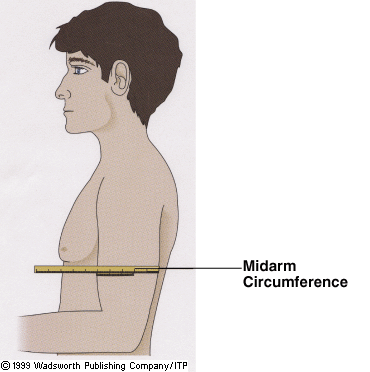 Midarm
Circumference
© 1999 Wadsworth Publishing Company/ITP